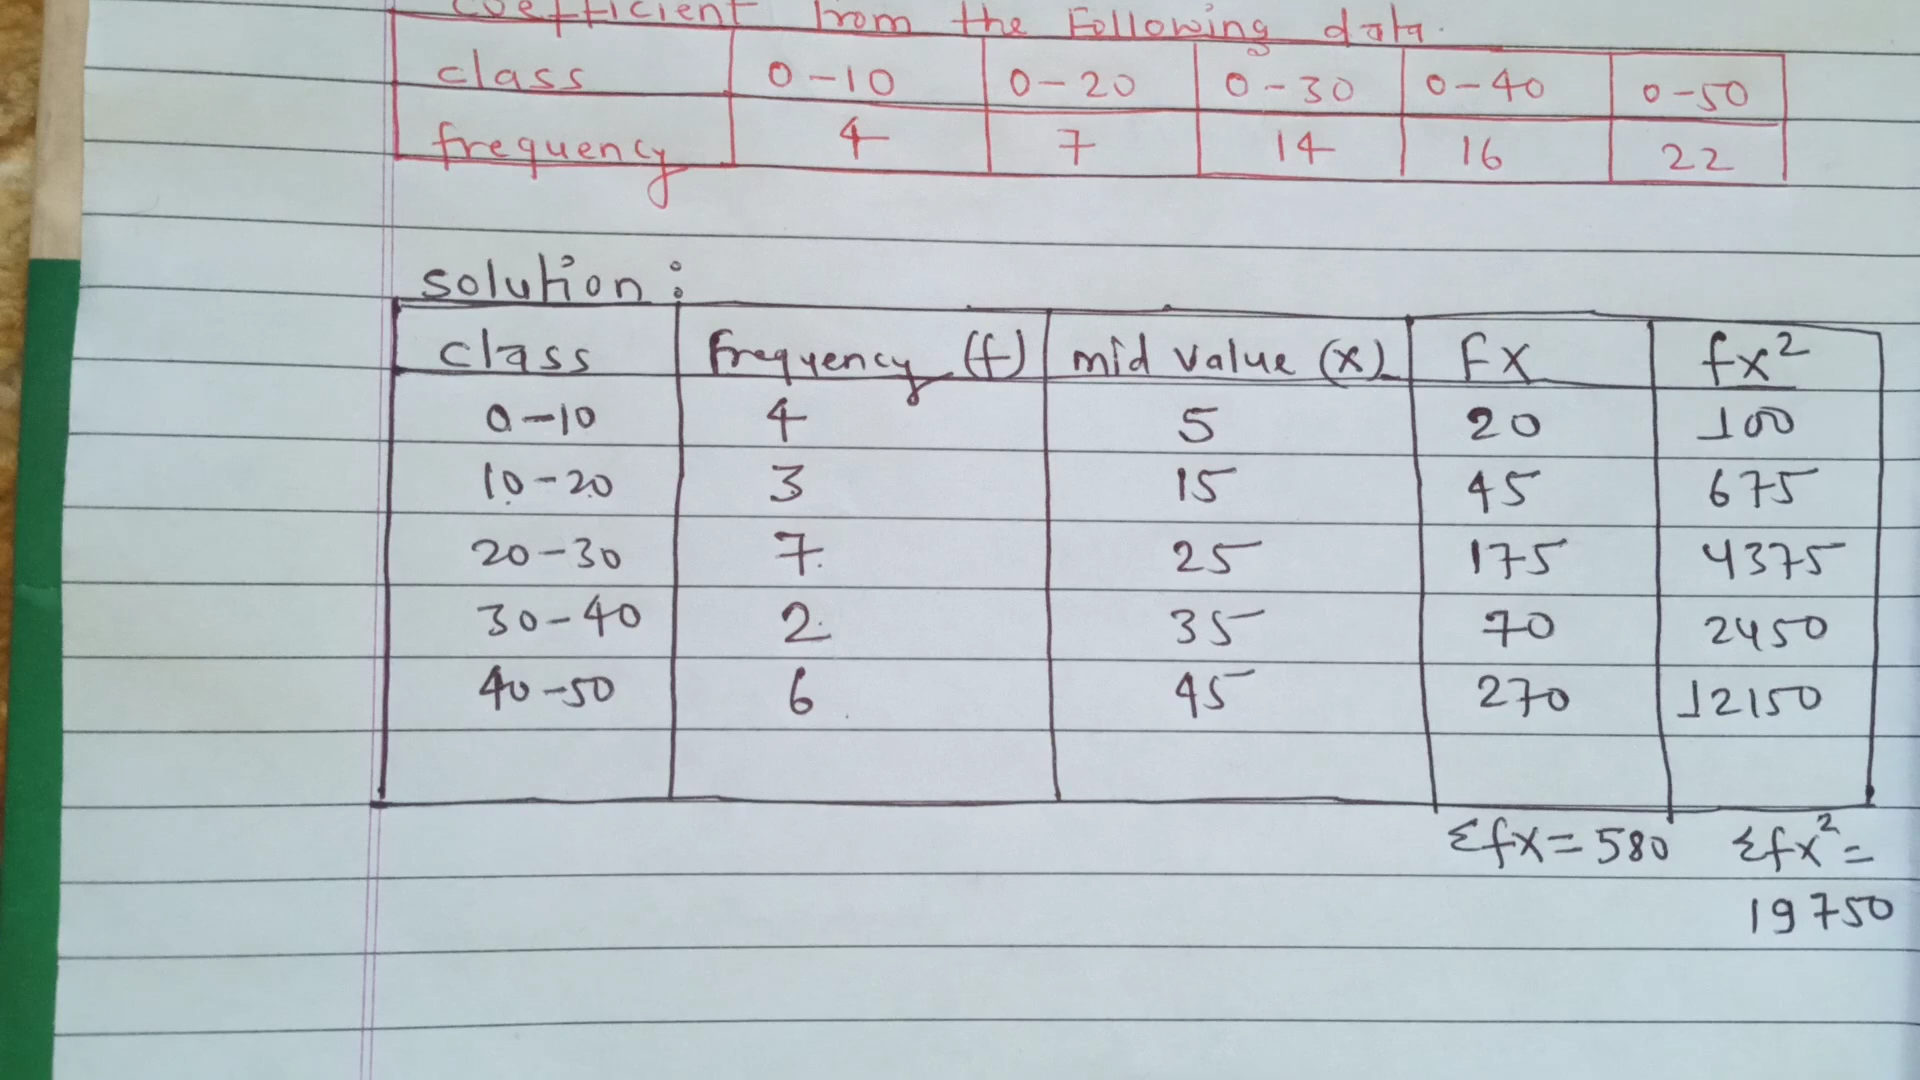 coefficient from the Following data.
class 0-10 0-20 0-30 0-40 0-50
frequency 4 7 14 16 22
solution:
class Frequency (f) mid value (x) FX fx²
0-10 4 5 20 100
10-20 3 15 45 675
20-30 7 25 175 4375
30-40 2 35 70 2450
40-50 6 45 270 12150
Σfx=580 Σfx²=
19750